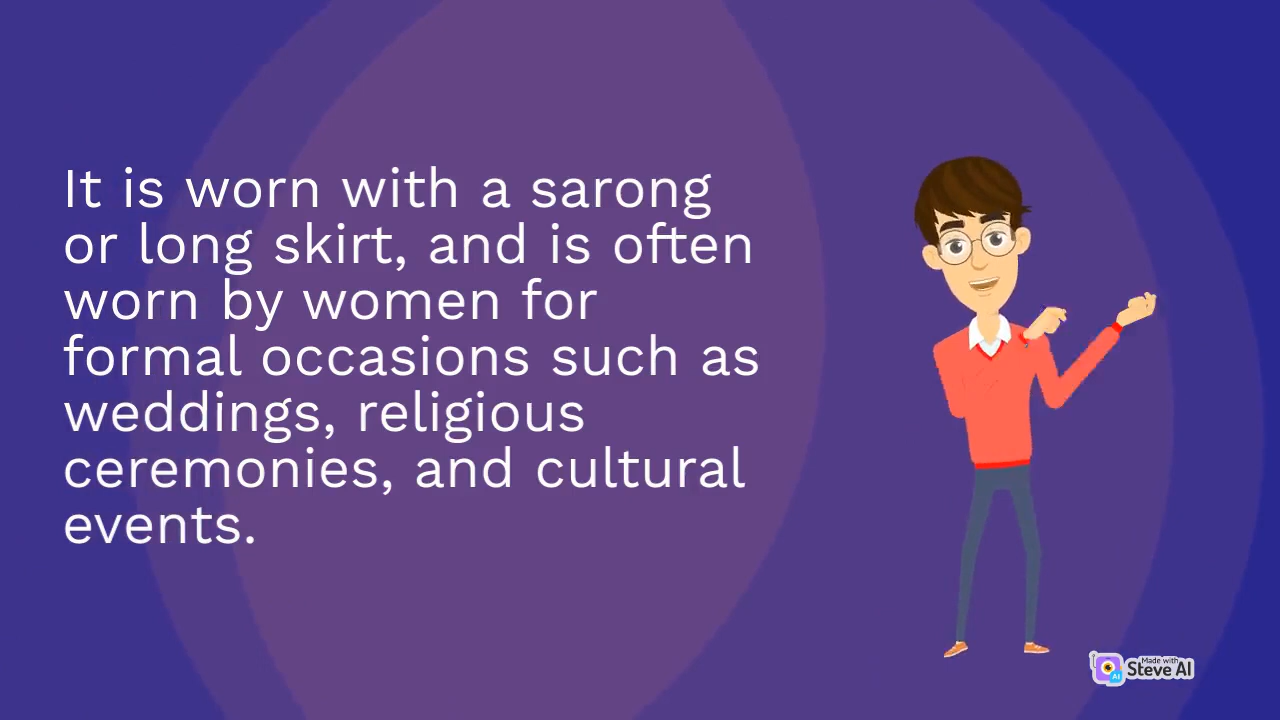 It is worn with a sarong
or long skirt, and is often
worn by women for
formal occasions such as
weddings, religious
ceremonies, and cultural
events.
Made with
Steve AI
AI